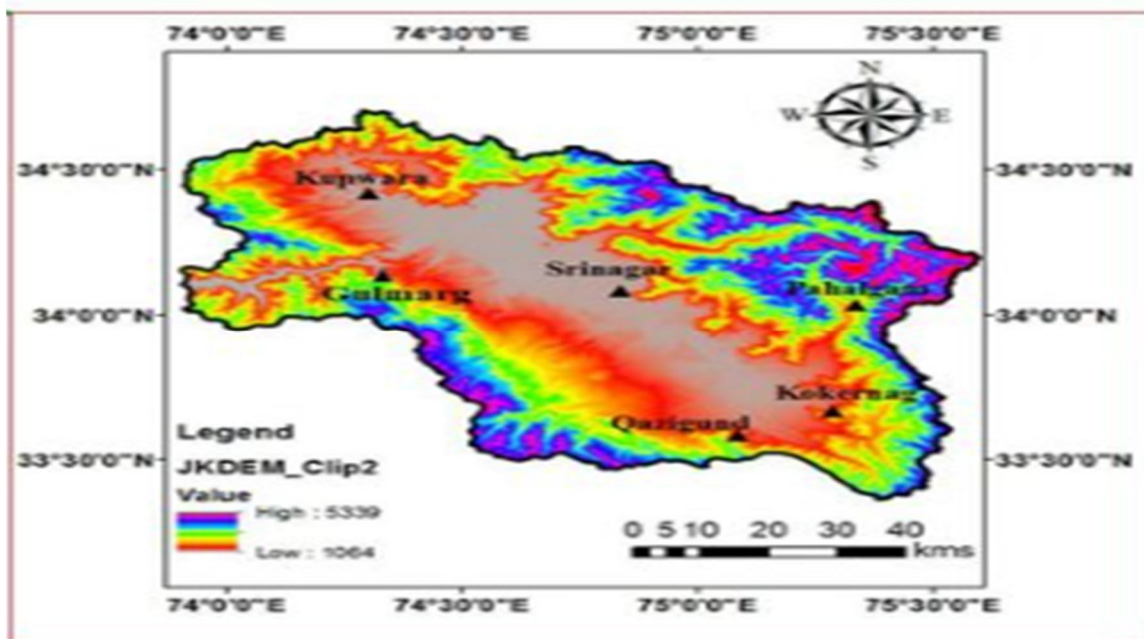 74°0'0"E 74°30'0"E 75°0'0"E 75°30'0"E
N
W E
S
34°30'0"N 34°30'0"N
Kupwara
Srinagar
Gulmarg Pahalgam
34°0'0"N 34°0'0"N
Kokernag
Qazigund
Legend
33°30'0"N 33°30'0"N
JKDEM_Clip2
Value
High : 5339
Low : 1064
0 5 10 20 30 40
kms
74°0'0"E 74°30'0"E 75°0'0"E 75°30'0"E